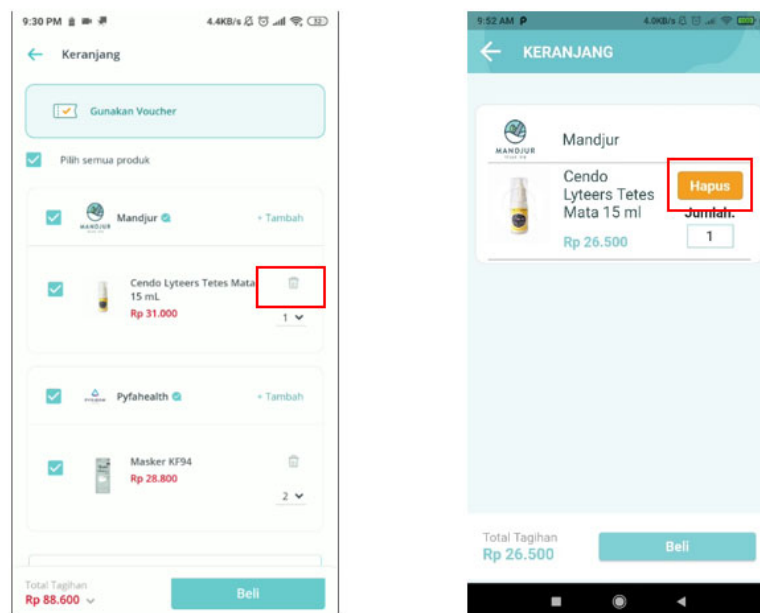 9:30 PM
4.4KB/s
32
Keranjang
Gunakan Voucher
Pilih semua produk
MANDJUR
Mandjur
+ Tambah
Cendo Lyteers Tetes Mata
15 mL
Rp 31.000
1
Pyfahealth
+ Tambah
Masker KF94
Rp 28.800
2
Total Tagihan
Rp 88.600
Beli
9:52 AM
4.0KB/s
KERANJANG
MANDJUR
Mandjur
Cendo
Lyteers Tetes
Mata 15 ml
Rp 26.500
Hapus
Jumlah:
1
Total Tagihan
Rp 26.500
Beli